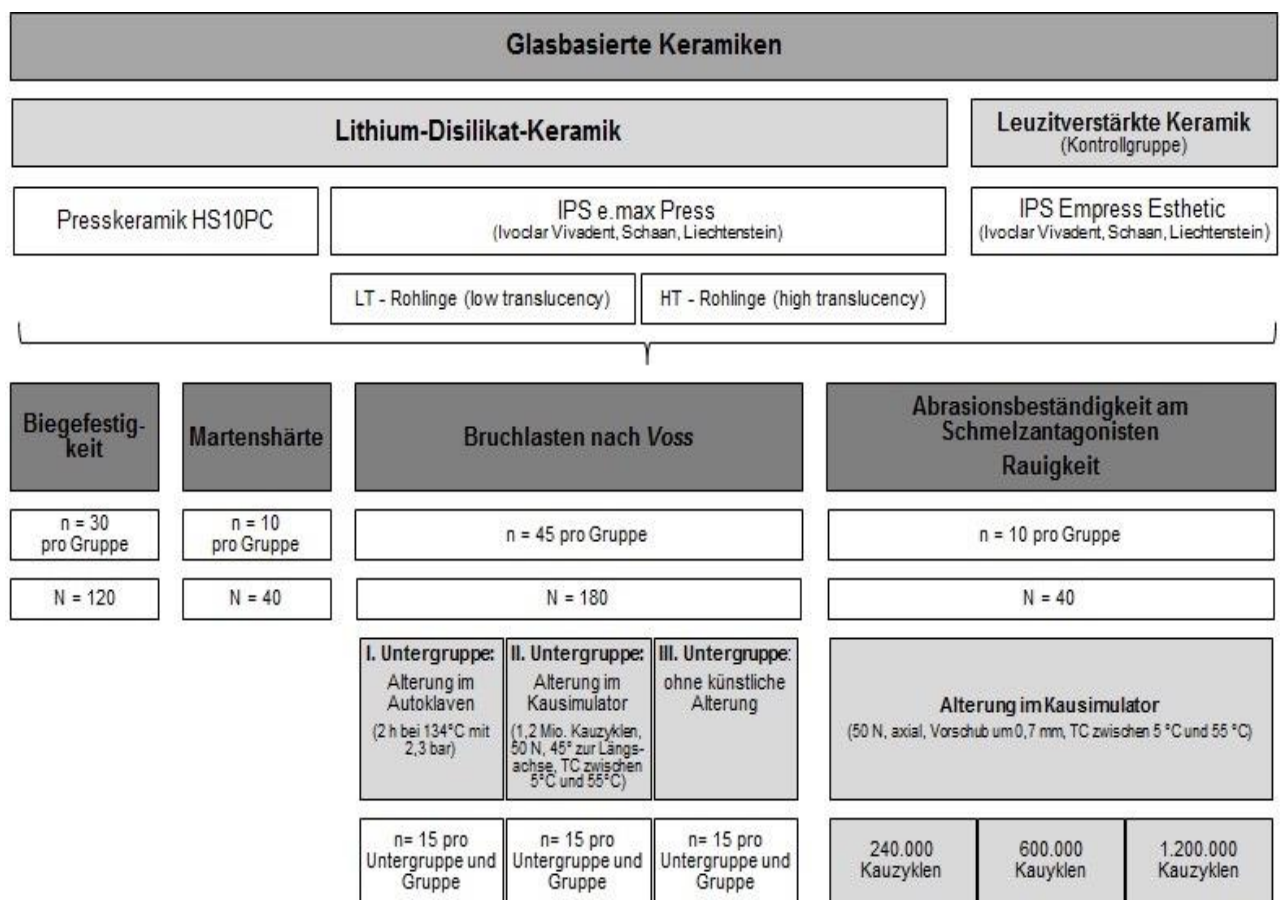 Glasbasierte Keramiken
Lithium-Disilikat-Keramik
Leuzitverstärkte Keramik
(Kontrollgruppe)
Presskeramik HS10PC
IPS e.max Press
(Ivoclar Vivadent, Schaan, Liechtenstein)
IPS Empress Esthetic
(Ivoclar Vivadent, Schaan, Liechtenstein)
LT - Rohlinge (low translucency)
HT - Rohlinge (high translucency)
Biegefestig-
keit
Martenshärte
Bruchlasten nach Voss
Abrasionsbeständigkeit am
Schmelzantagonisten
Rauigkeit
n = 30
pro Gruppe
n = 10
pro Gruppe
n = 45 pro Gruppe
n = 10 pro Gruppe
N = 120
N = 40
N = 180
N = 40
I. Untergruppe:
Alterung im
Autoklaven
(2 h bei 134°C mit
2,3 bar)
II. Untergruppe:
Alterung im
Kausimulator
(1,2 Mio. Kauzyklen,
50 N, 45° zur Längs-
achse, TC zwischen
5°C und 55°C)
III. Untergruppe:
ohne künstliche
Alterung
Alterung im Kausimulator
(50 N, axial, Vorschub um 0,7 mm, TC zwischen 5 °C und 55 °C)
n= 15 pro
Untergruppe und
Gruppe
n= 15 pro
Untergruppe und
Gruppe
n= 15 pro
Untergruppe und
Gruppe
240.000
Kauzyklen
600.000
Kauyklen
1.200.000
Kauzyklen